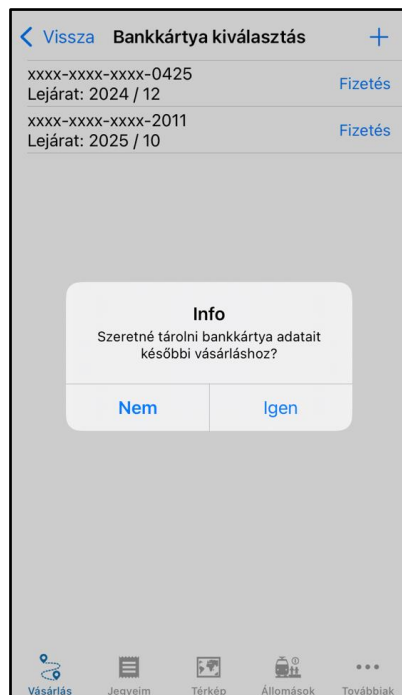 Vissza Bankkártya kiválasztás +
xxxx-xxxx-xxxx-0425
Lejárat: 2024 / 12
Fizetés
xxxx-xxxx-xxxx-2011
Lejárat: 2025 / 10
Fizetés
Info
Szeretné tárolni bankkártya adatait
későbbi vásárláshoz?
Nem Igen
Vásárlás Jegyeim Térkép Állomások Továbbiak